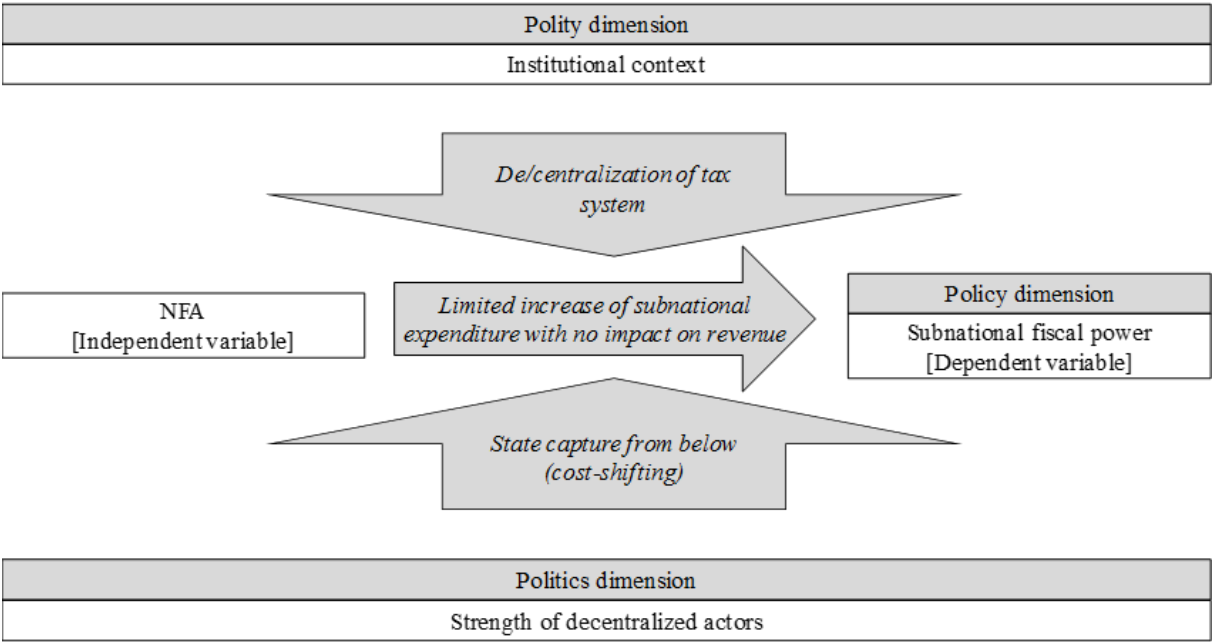 Polity dimension
Institutional context
De/centralization of tax
system
NFA
[Independent variable]
Limited increase of subnational
expenditure with no impact on revenue
Policy dimension
Subnational fiscal power
[Dependent variable]
State capture from below
(cost-shifting)
Politics dimension
Strength of decentralized actors